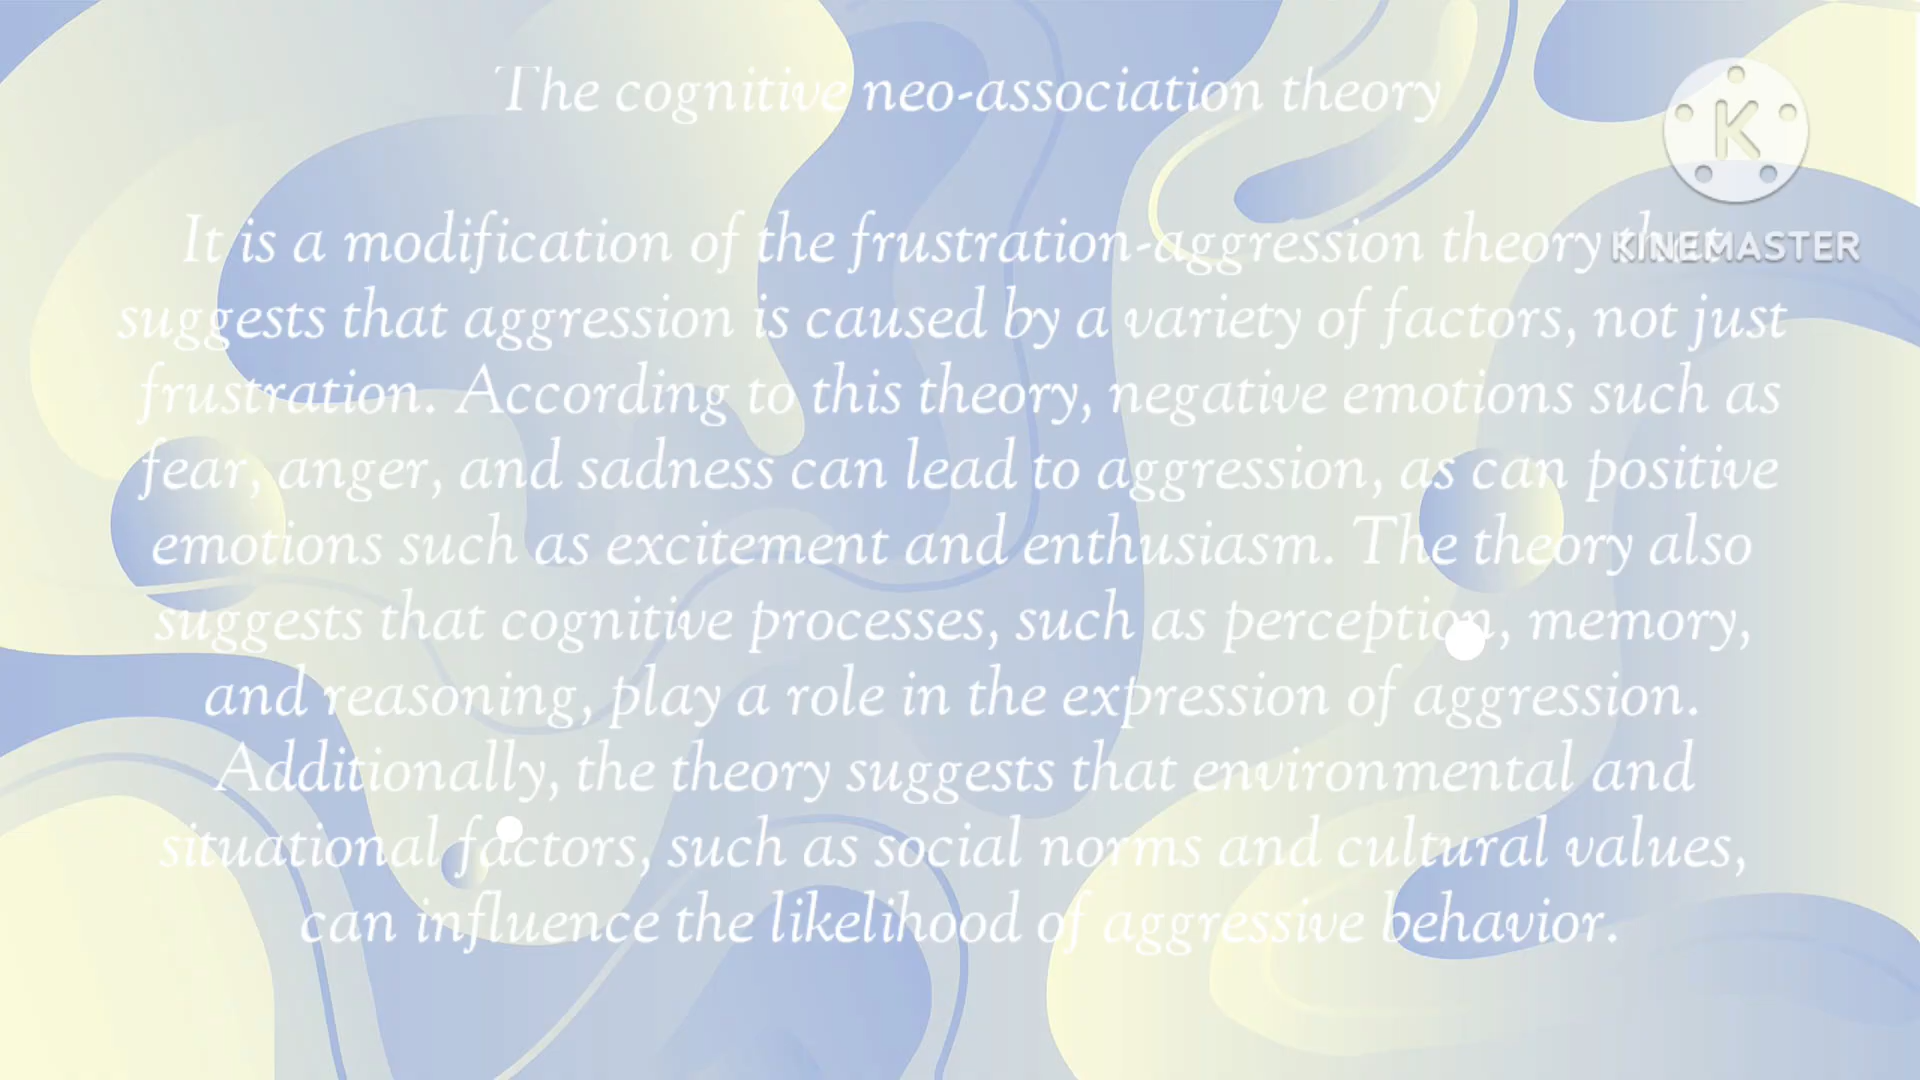 The cognitive neo-association theory
It is a modification of the frustration-aggression theory that
KINEMASTER
suggests that aggression is caused by a variety of factors, not just
frustration. According to this theory, negative emotions such as
fear, anger, and sadness can lead to aggression, as can positive
emotions such as excitement and enthusiasm. The theory also
suggests that cognitive processes, such as perception, memory,
and reasoning, play a role in the expression of aggression.
Additionally, the theory suggests that environmental and
situational factors, such as social norms and cultural values,
can influence the likelihood of aggressive behavior.